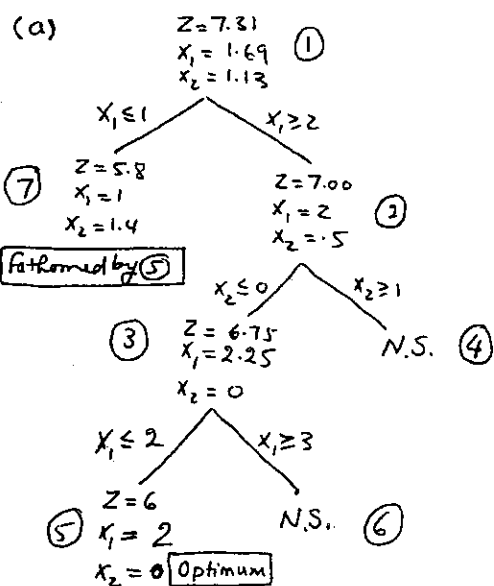 (a)
Z=7.31
X₁ = 1.69
X₂ = 1.13
①
X₁≤1
X₁≥2
⑦
Z=5.8
X₁=1
X₂=1.4
Fathomed by ⑤
Z=7.00
X₁=2
X₂=.5
②
X₂≤0
X₂≥1
③
Z=6.75
X₁=2.25
X₂=0
N.S. ④
X₁≤2
X₁≥3
⑤
Z=6
X₁=2
X₂=0 Optimum
N.S. ⑥